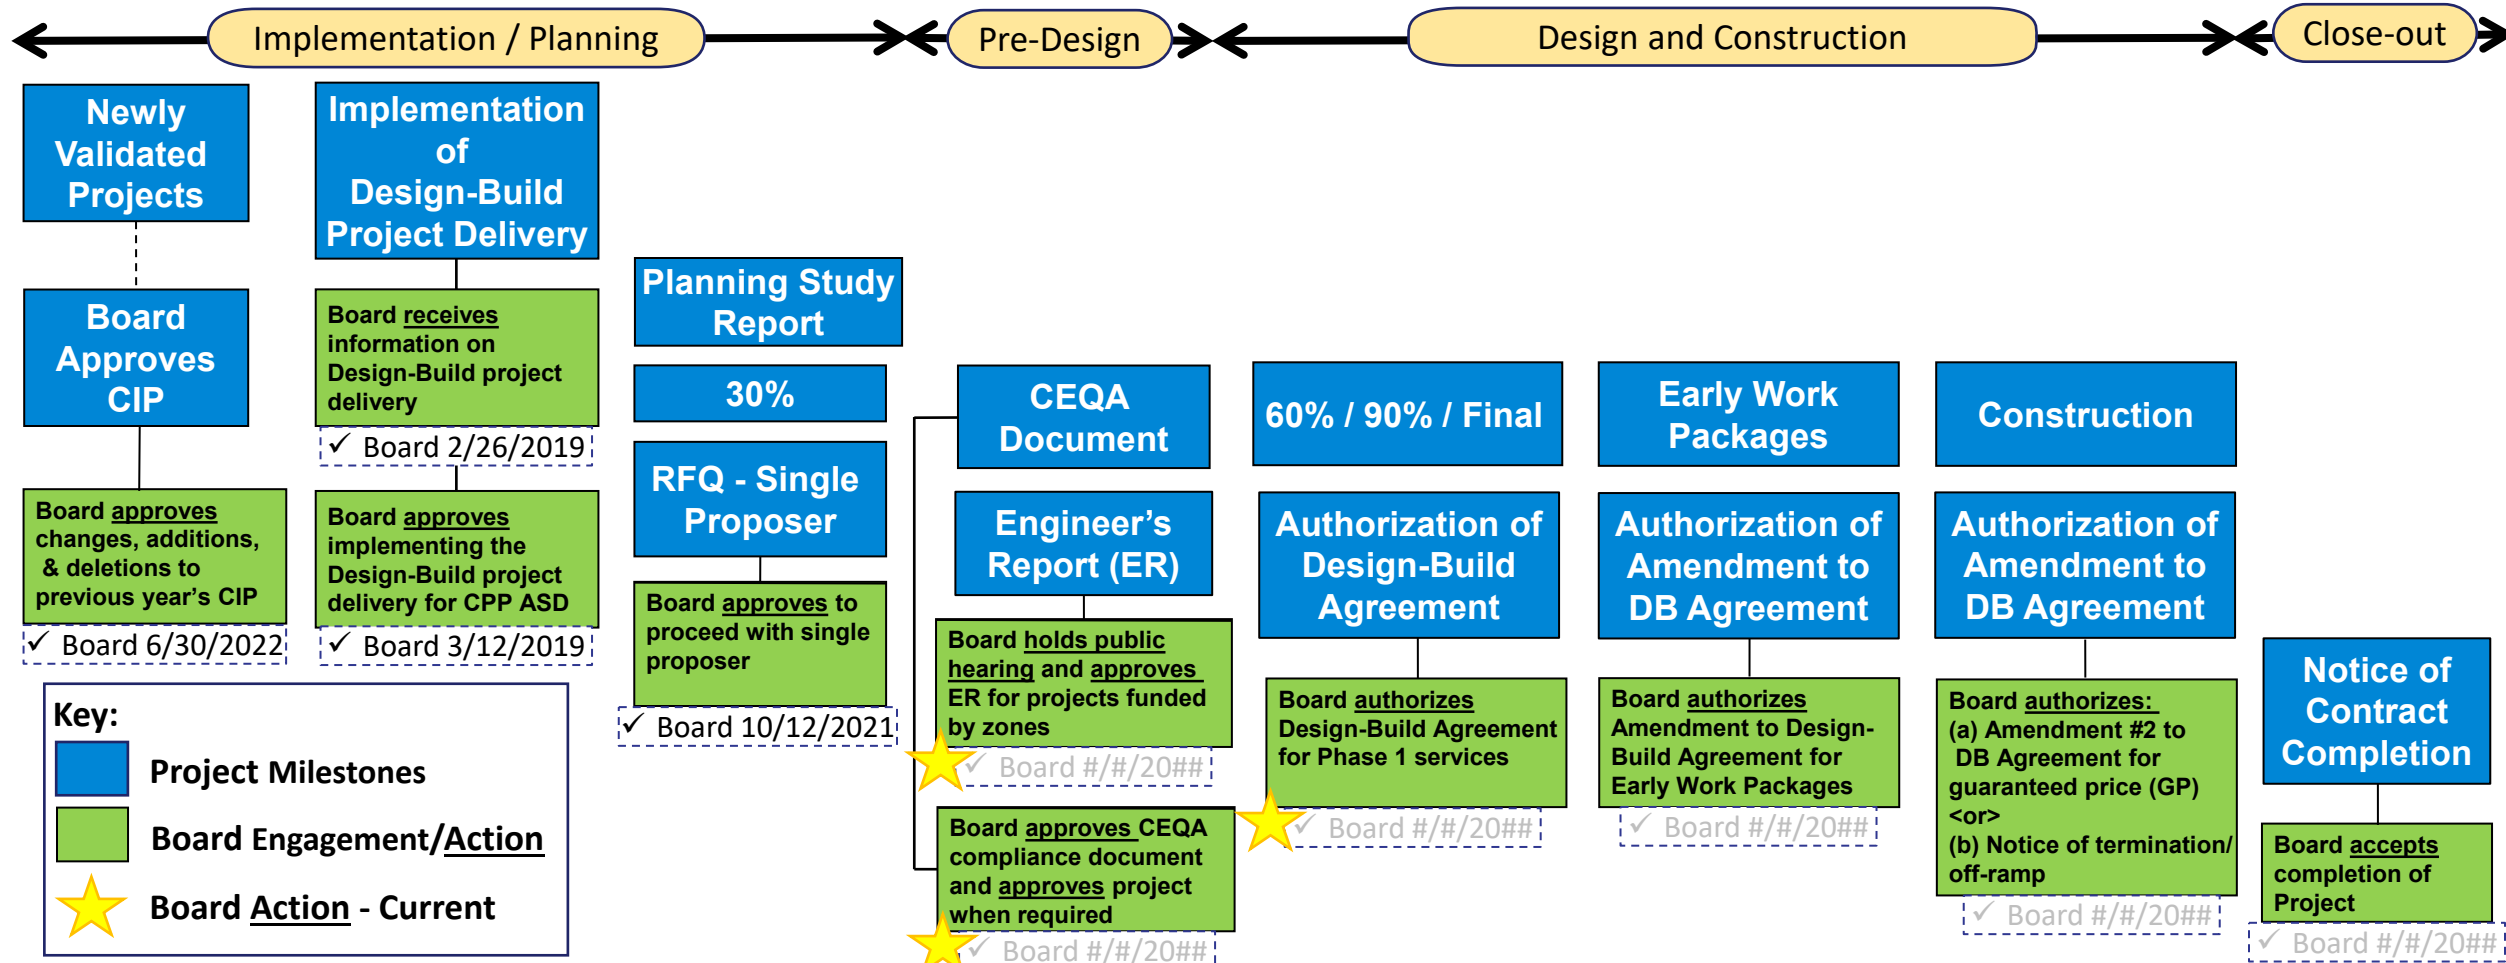 Implementation / Planning
Pre-Design
Design and Construction
Close-out
Newly
Validated
Projects
Board
Approves
CIP
Board approves
changes, additions,
& deletions to
previous year’s CIP
✓ Board 6/30/2022
Implementation
of
Design-Build
Project Delivery
Board receives
information on
Design-Build project
delivery
✓ Board 2/26/2019
Board approves
implementing the
Design-Build project
delivery for CPP ASD
✓ Board 3/12/2019
Planning Study
Report
30%
RFQ - Single
Proposer
Board approves to
proceed with single
proposer
✓ Board 10/12/2021
CEQA
Document
Engineer’s
Report (ER)
Board holds public
hearing and approves
ER for projects funded
by zones
✓ Board #/#/20##
Board approves CEQA
compliance document
and approves project
when required
✓ Board #/#/20##
60% / 90% / Final
Authorization of
Design-Build
Agreement
Board authorizes
Design-Build Agreement
for Phase 1 services
✓ Board #/#/20##
Early Work
Packages
Authorization of
Amendment to
DB Agreement
Board authorizes
Amendment to Design-
Build Agreement for
Early Work Packages
✓ Board #/#/20##
Construction
Authorization of
Amendment to
DB Agreement
Board authorizes:
(a) Amendment #2 to
DB Agreement for
guaranteed price (GP)
<or>
(b) Notice of termination/
off-ramp
✓ Board #/#/20##
Notice of
Contract
Completion
Board accepts
completion of
Project
✓ Board #/#/20##
Key:
Project Milestones
Board Engagement/Action
Board Action - Current